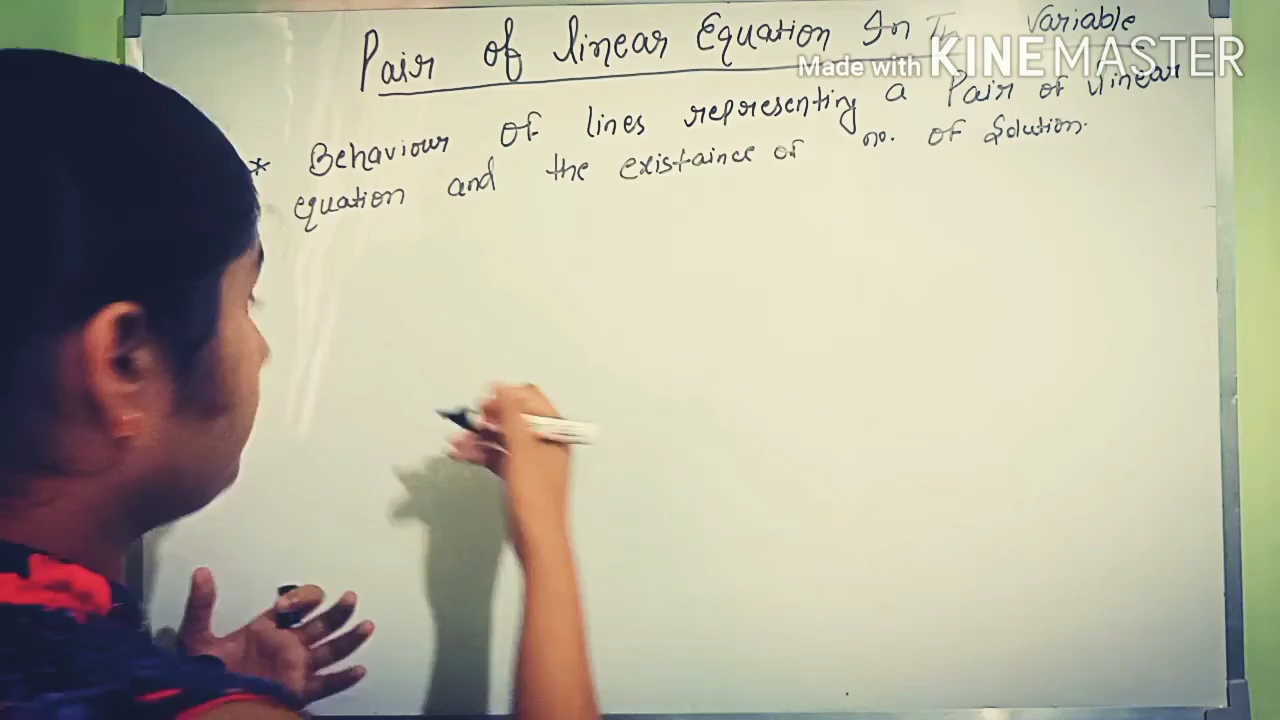 Pair of linear Equation In Variable
Made with KINEMASTER
* Behaviour of lines representing a Pair of linear
equation and the existaince of no. of Solution.